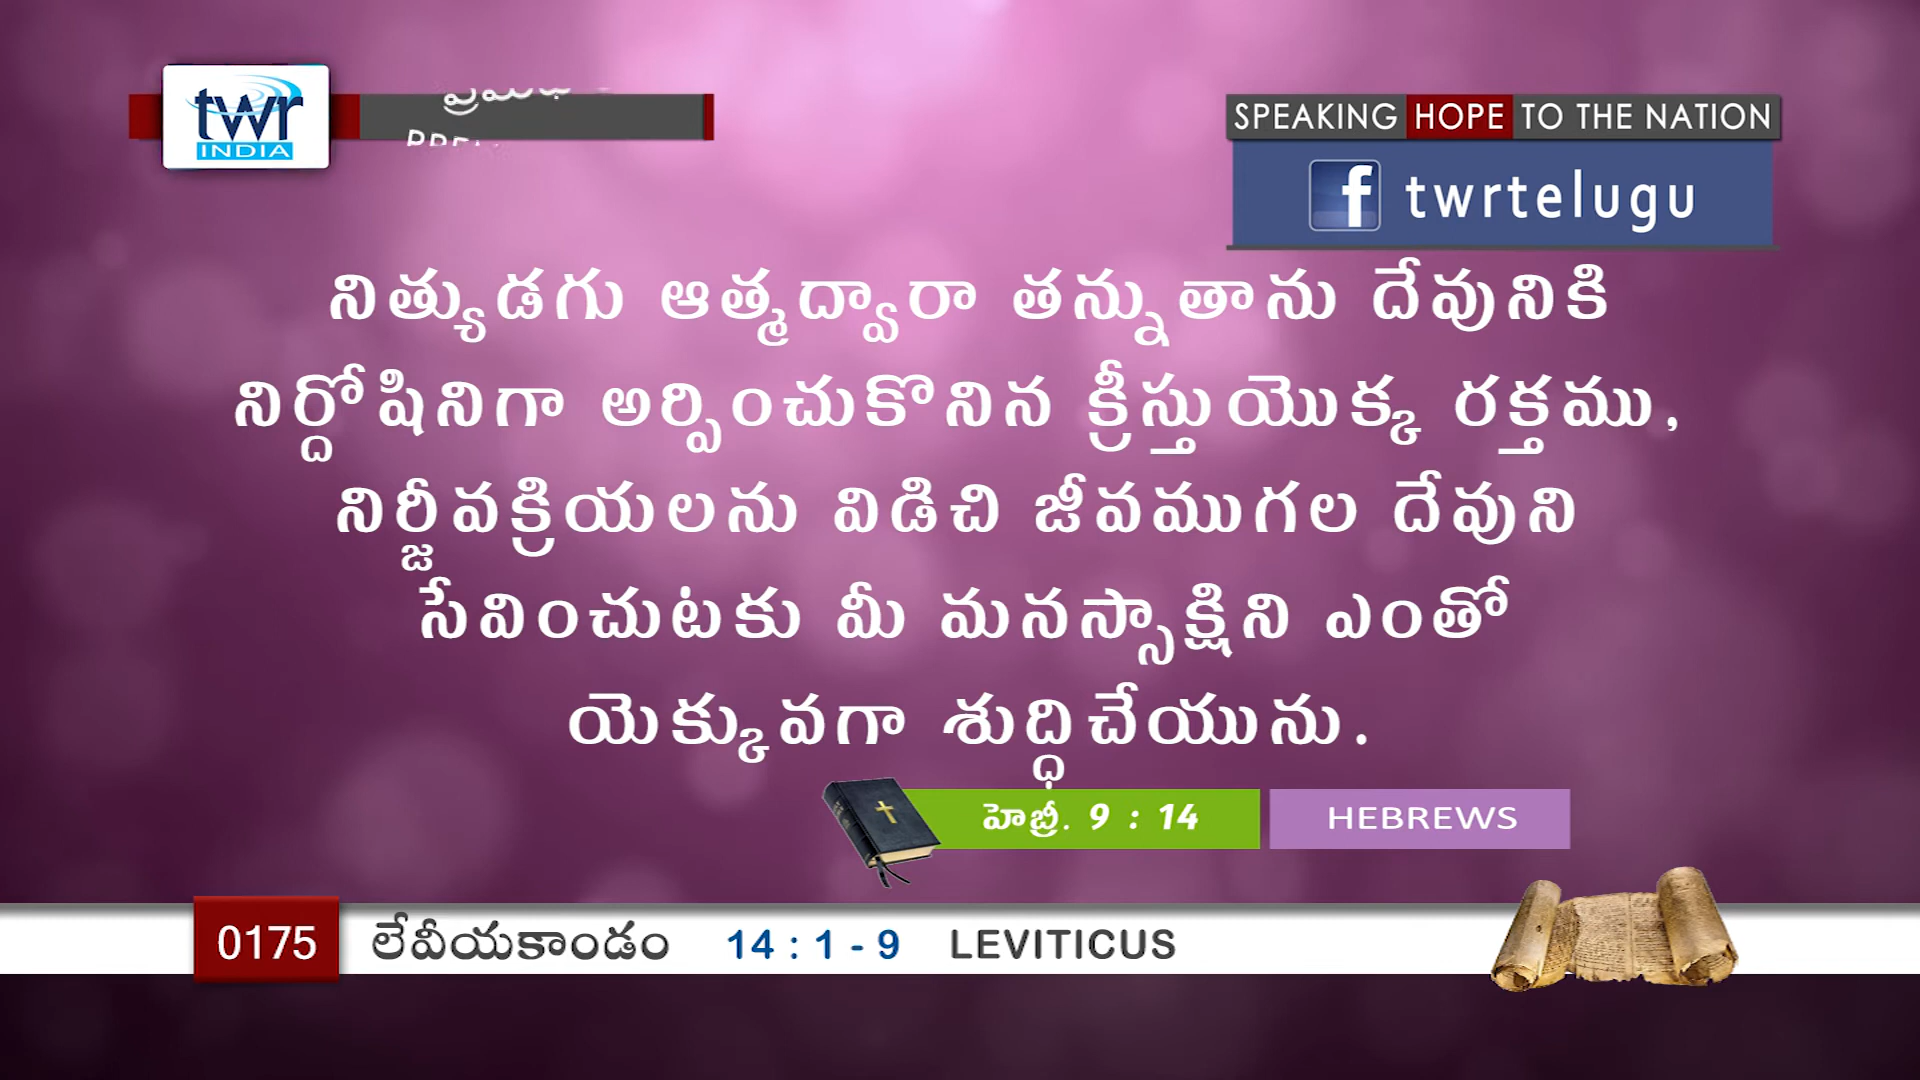 twr
INDIA
SPEAKING HOPE TO THE NATION
f twrtelugu
నిత్యుడగు ఆత్మద్వారా తన్నుతాను దేవునికి
నిర్దోషినిగా అర్పించుకొనిన క్రీస్తుయొక్క రక్తము,
నిర్జీవక్రియలను విడిచి జీవముగల దేవుని
సేవించుటకు మీ మనస్సాక్షిని ఎంతో
యెక్కువగా శుద్ధిచేయును.
హెబ్రీ. 9 : 14 HEBREWS
0175 లేవీయకాండం 14 : 1 - 9 LEVITICUS